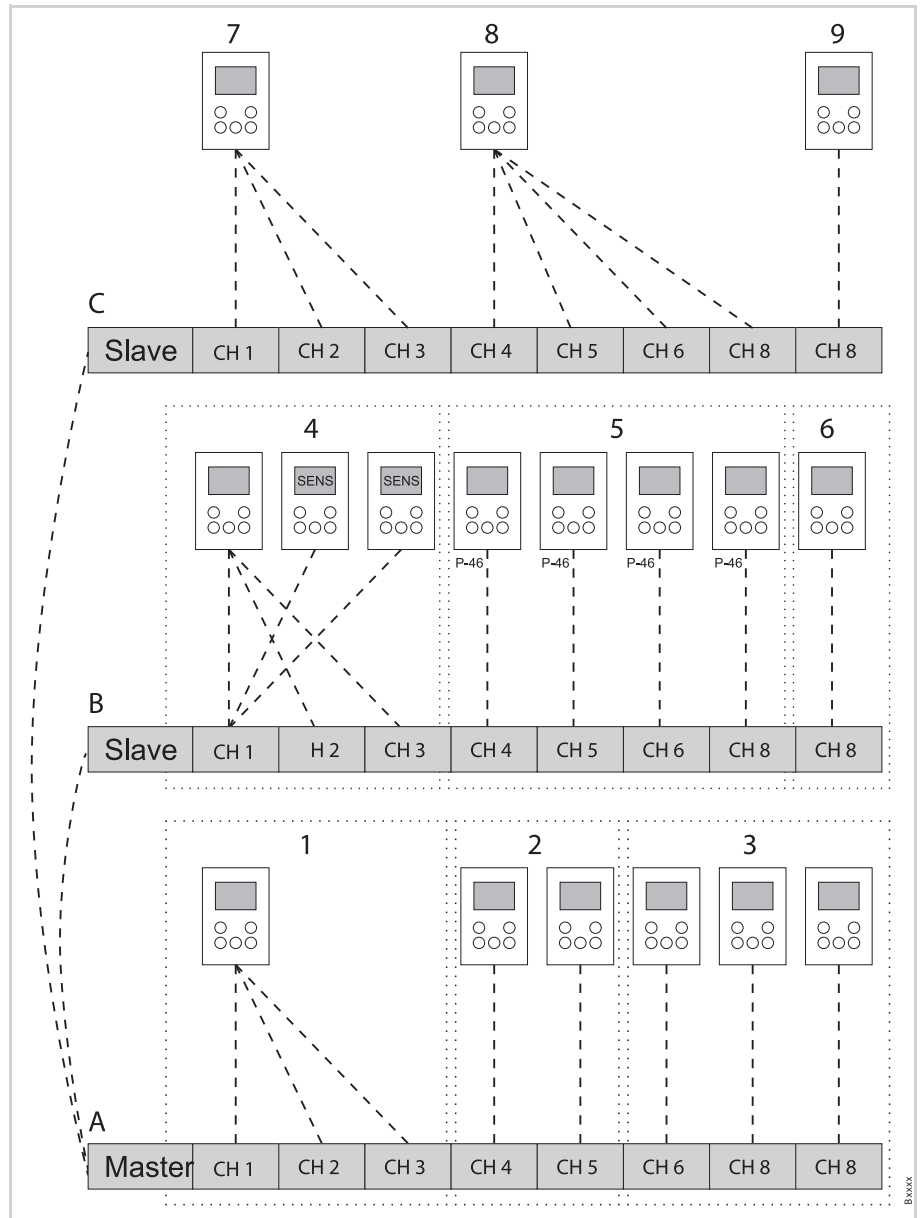 7 8 9
C
Slave CH 1 CH 2 CH 3 CH 4 CH 5 CH 6 CH 8 CH 8
4 5 6
SENS SENS
P-46 P-46 P-46 P-46
B
Slave CH 1 H 2 CH 3 CH 4 CH 5 CH 6 CH 8 CH 8
1 2 3
A
Master CH 1 CH 2 CH 3 CH 4 CH 5 CH 6 CH 8 CH 8
Bxxxx